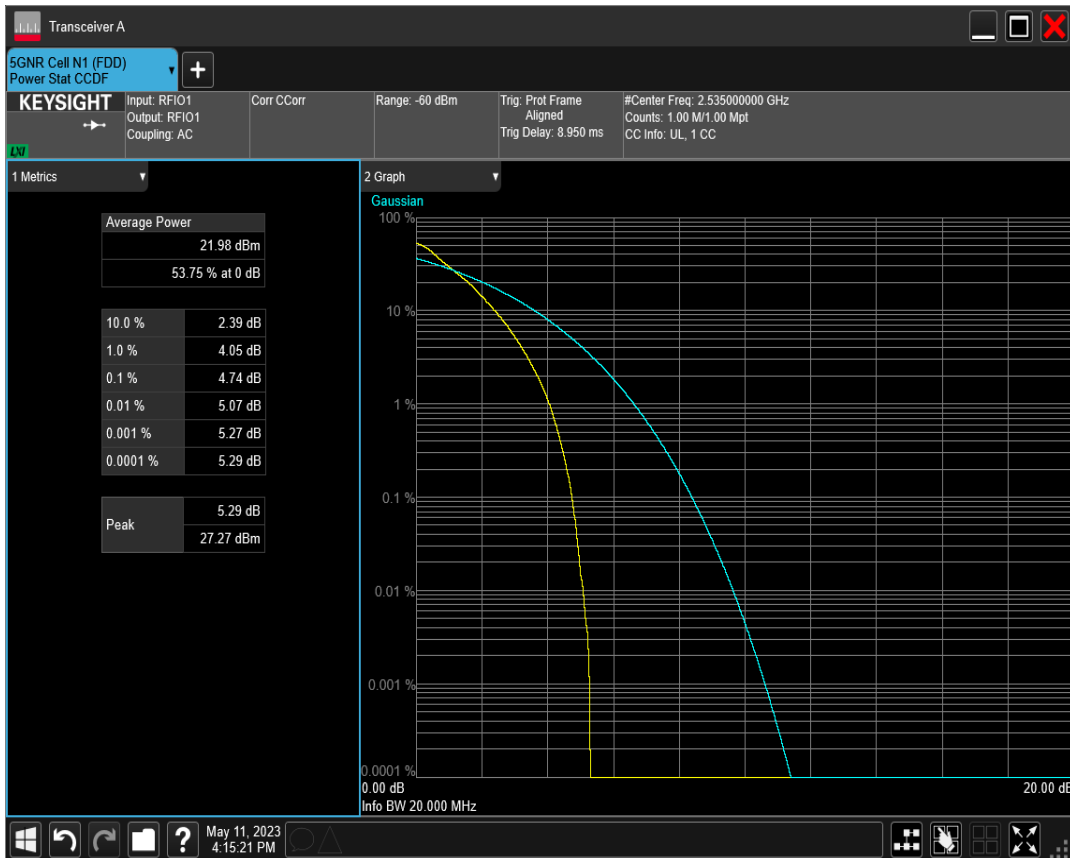 Transceiver A
5GNR Cell N1 (FDD)
Power Stat CCDF
+
KEYSIGHT
LXI
Input: RFIO1
Output: RFIO1
Coupling: AC
Corr CCorr
Range: -60 dBm
Trig: Prot Frame
Aligned
Trig Delay: 8.950 ms
#Center Freq: 2.535000000 GHz
Counts: 1.00 M/1.00 Mpt
CC Info: UL, 1 CC
1 Metrics
Average Power
21.98 dBm
53.75 % at 0 dB
10.0 % 2.39 dB
1.0 % 4.05 dB
0.1 % 4.74 dB
0.01 % 5.07 dB
0.001 % 5.27 dB
0.0001 % 5.29 dB
Peak
5.29 dB
27.27 dBm
2 Graph
Gaussian
100 %
10 %
1 %
0.1 %
0.01 %
0.001 %
0.0001 %
0.00 dB
20.00 dB
Info BW 20.000 MHz
?
May 11, 2023
4:15:21 PM